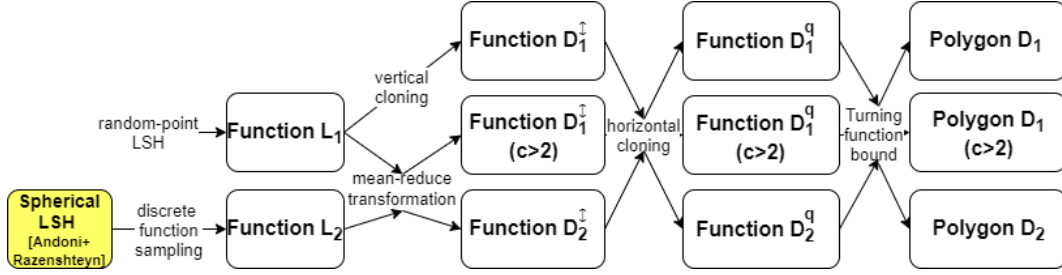 Function D₁↕
Function D₁q
Polygon D₁
vertical
cloning
random-point
LSH
Function L₁
Function D₁↕
(c>2)
horizontal
cloning
Function D₁q
(c>2)
Turning
function
bound
Polygon D₁
(c>2)
mean-reduce
transformation
Spherical
LSH
[Andoni+
Razenshteyn]
discrete
function
sampling
Function L₂
Function D₂↕
Function D₂q
Polygon D₂